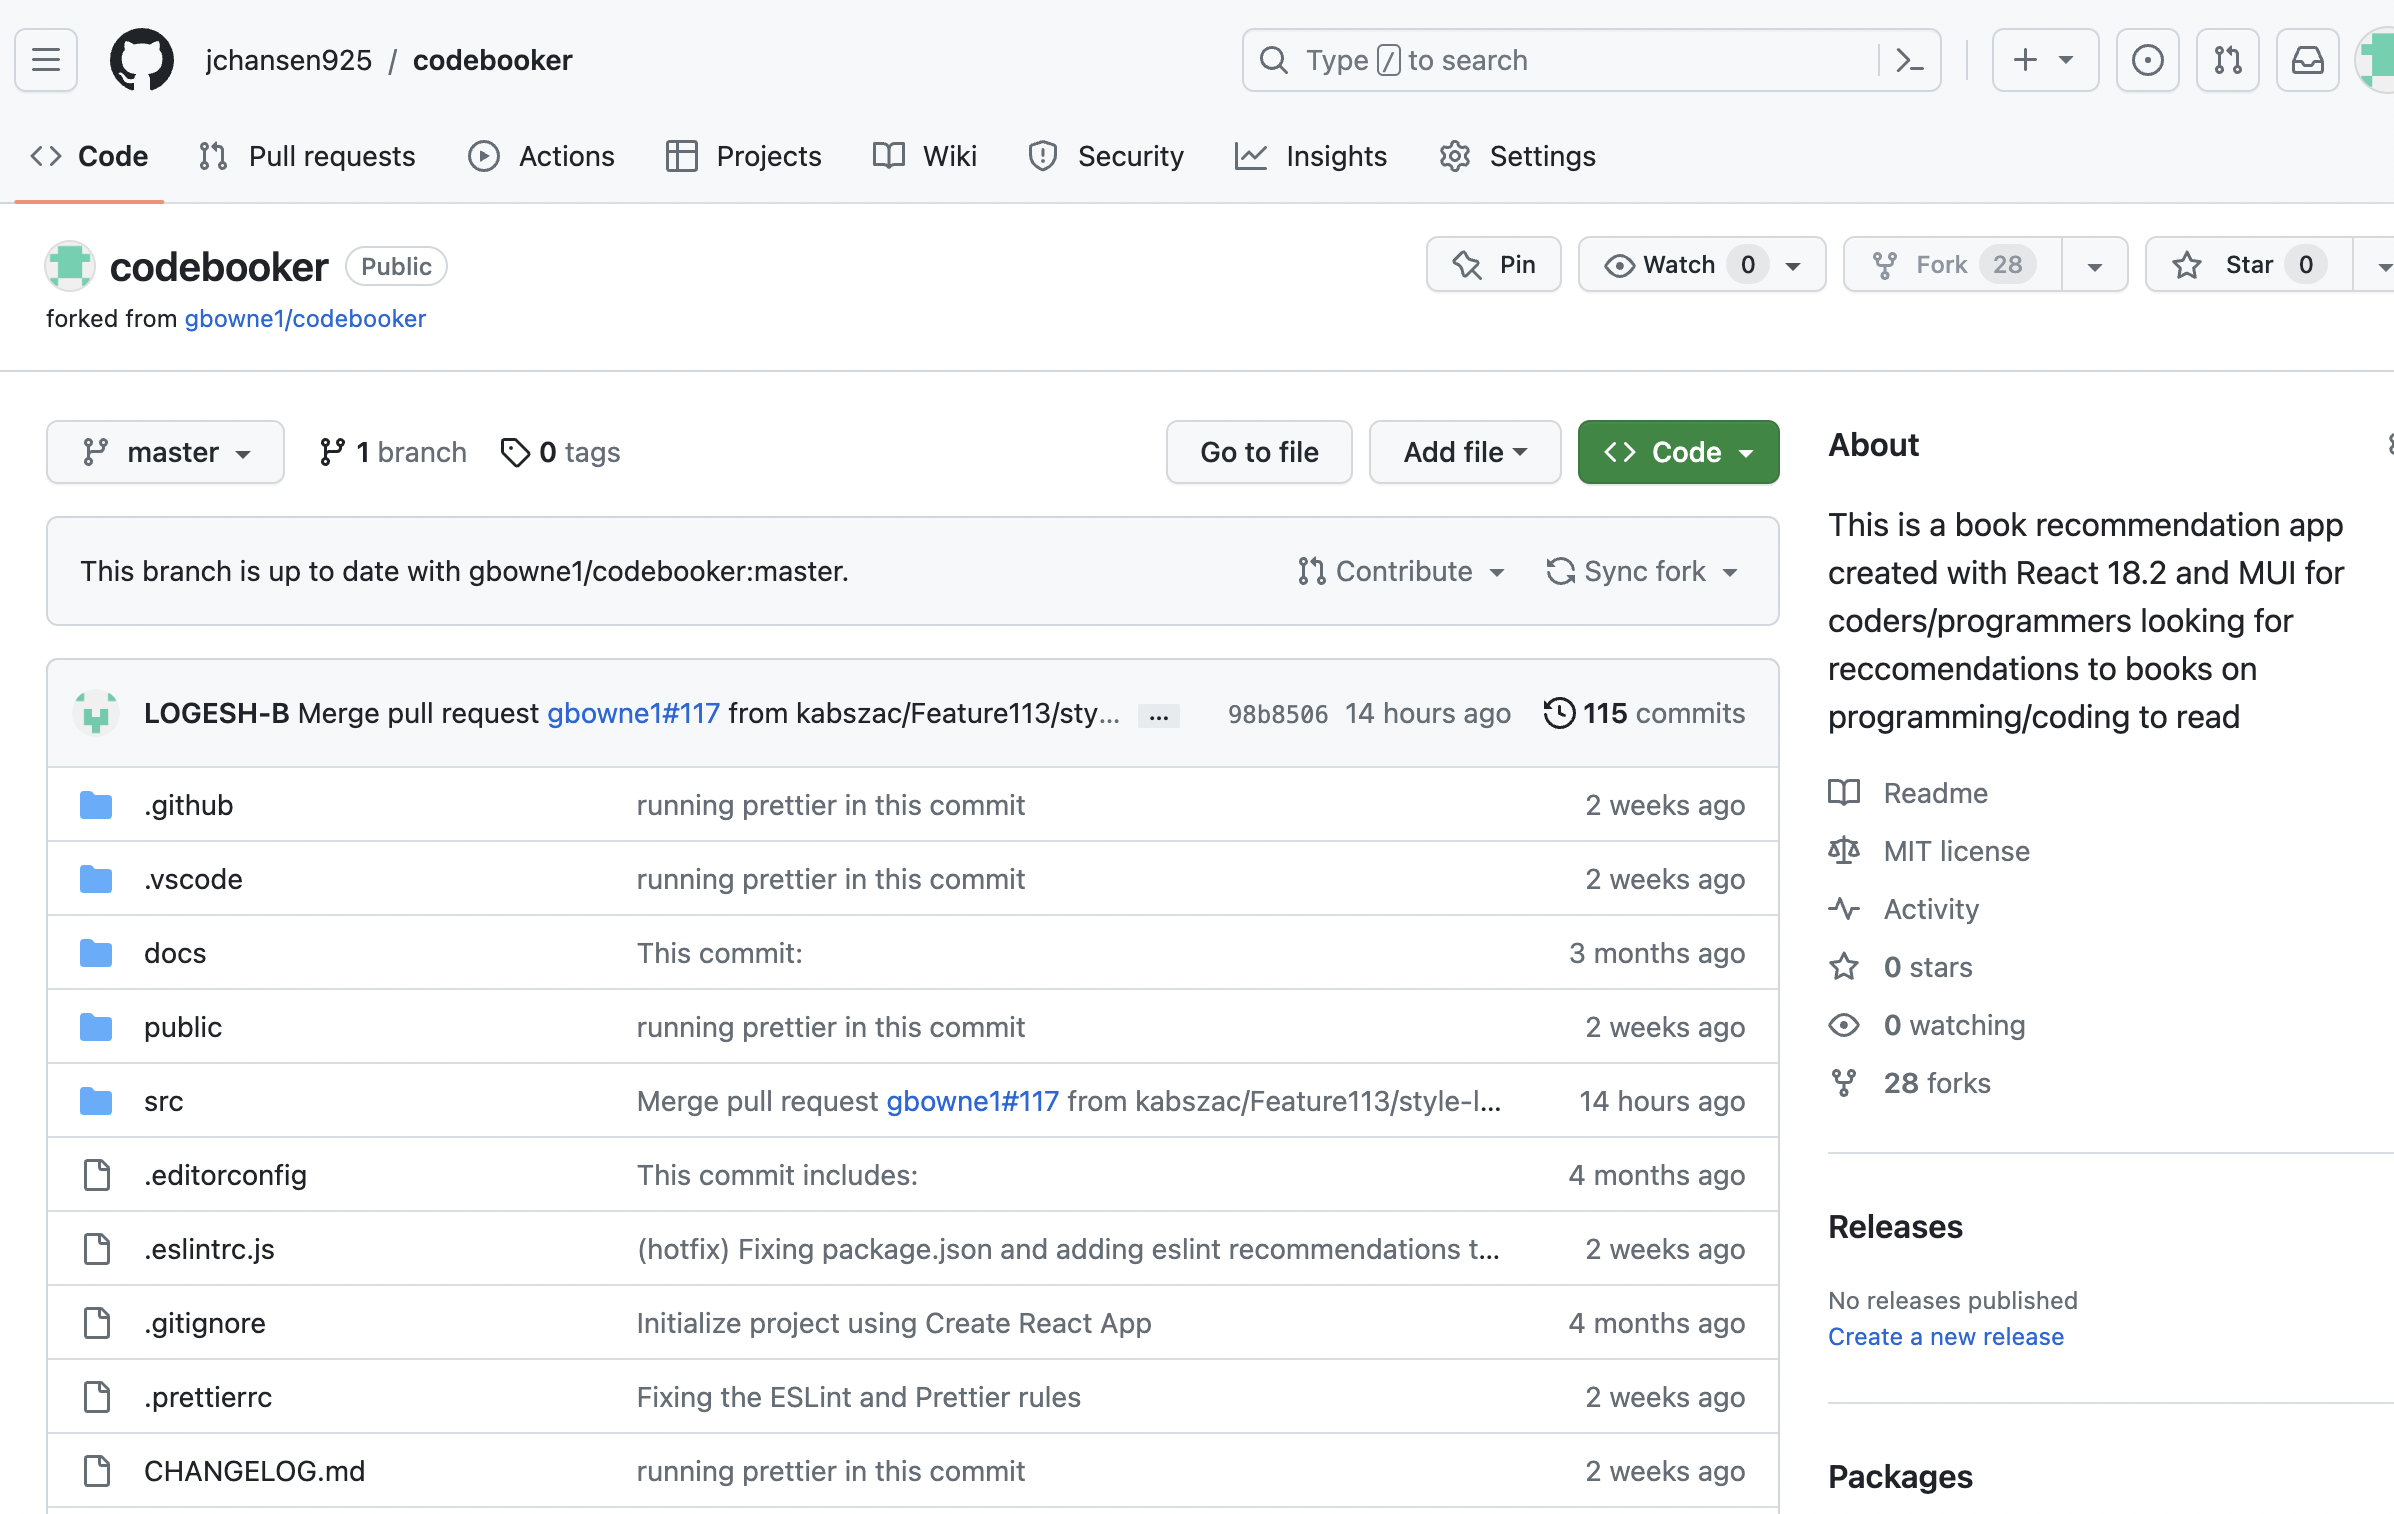 jchansen925 / codebooker
Type / to search
Code
Pull requests
Actions
Projects
Wiki
Security
Insights
Settings
codebooker Public
forked from gbowne1/codebooker
Pin
Watch 0
Fork 28
Star 0
master
1 branch
0 tags
Go to file
Add file
Code
This branch is up to date with gbowne1/codebooker:master.
Contribute
Sync fork
LOGESH-B Merge pull request gbowne1#117 from kabszac/Feature113/sty... ... 98b8506 14 hours ago 115 commits
.github running prettier in this commit 2 weeks ago
.vscode running prettier in this commit 2 weeks ago
docs This commit: 3 months ago
public running prettier in this commit 2 weeks ago
src Merge pull request gbowne1#117 from kabszac/Feature113/style-l... 14 hours ago
.editorconfig This commit includes: 4 months ago
.eslintrc.js (hotfix) Fixing package.json and adding eslint recommendations t... 2 weeks ago
.gitignore Initialize project using Create React App 4 months ago
.prettierrc Fixing the ESLint and Prettier rules 2 weeks ago
CHANGELOG.md running prettier in this commit 2 weeks ago
About
This is a book recommendation app
created with React 18.2 and MUI for
coders/programmers looking for
reccomendations to books on
programming/coding to read
Readme
MIT license
Activity
0 stars
0 watching
28 forks
Releases
No releases published
Create a new release
Packages